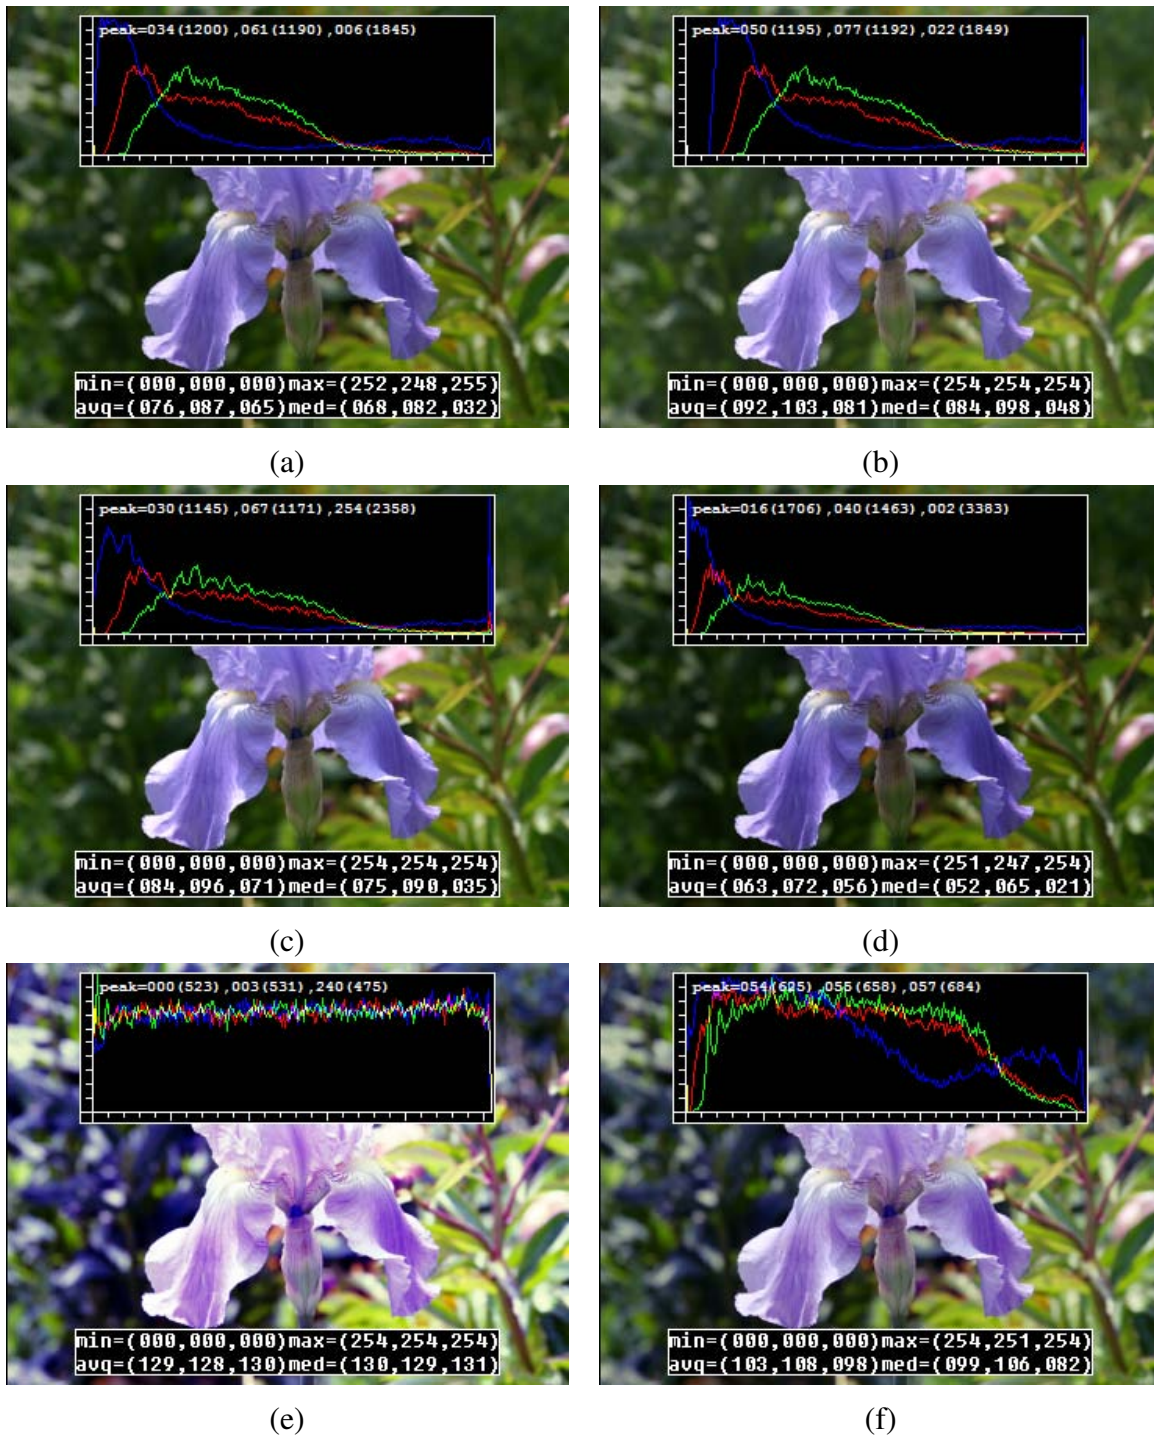 peak=034(1200),061(1190),006(1845)
min=(000,000,000)max=(252,248,255)
avg=(076,087,065)med=(068,082,032)
(a)
peak=050(1195),077(1192),022(1849)
min=(000,000,000)max=(254,254,254)
avg=(092,103,081)med=(084,098,048)
(b)
peak=030(1145),067(1171),254(2358)
min=(000,000,000)max=(254,254,254)
avg=(084,096,071)med=(075,090,035)
(c)
peak=016(1706),040(1463),002(3383)
min=(000,000,000)max=(251,247,254)
avg=(063,072,056)med=(052,065,021)
(d)
peak=000(523),003(531),240(475)
min=(000,000,000)max=(254,254,254)
avg=(129,128,130)med=(130,129,131)
(e)
peak=054(625),055(658),057(684)
min=(000,000,000)max=(254,251,254)
avg=(103,108,098)med=(099,106,082)
(f)